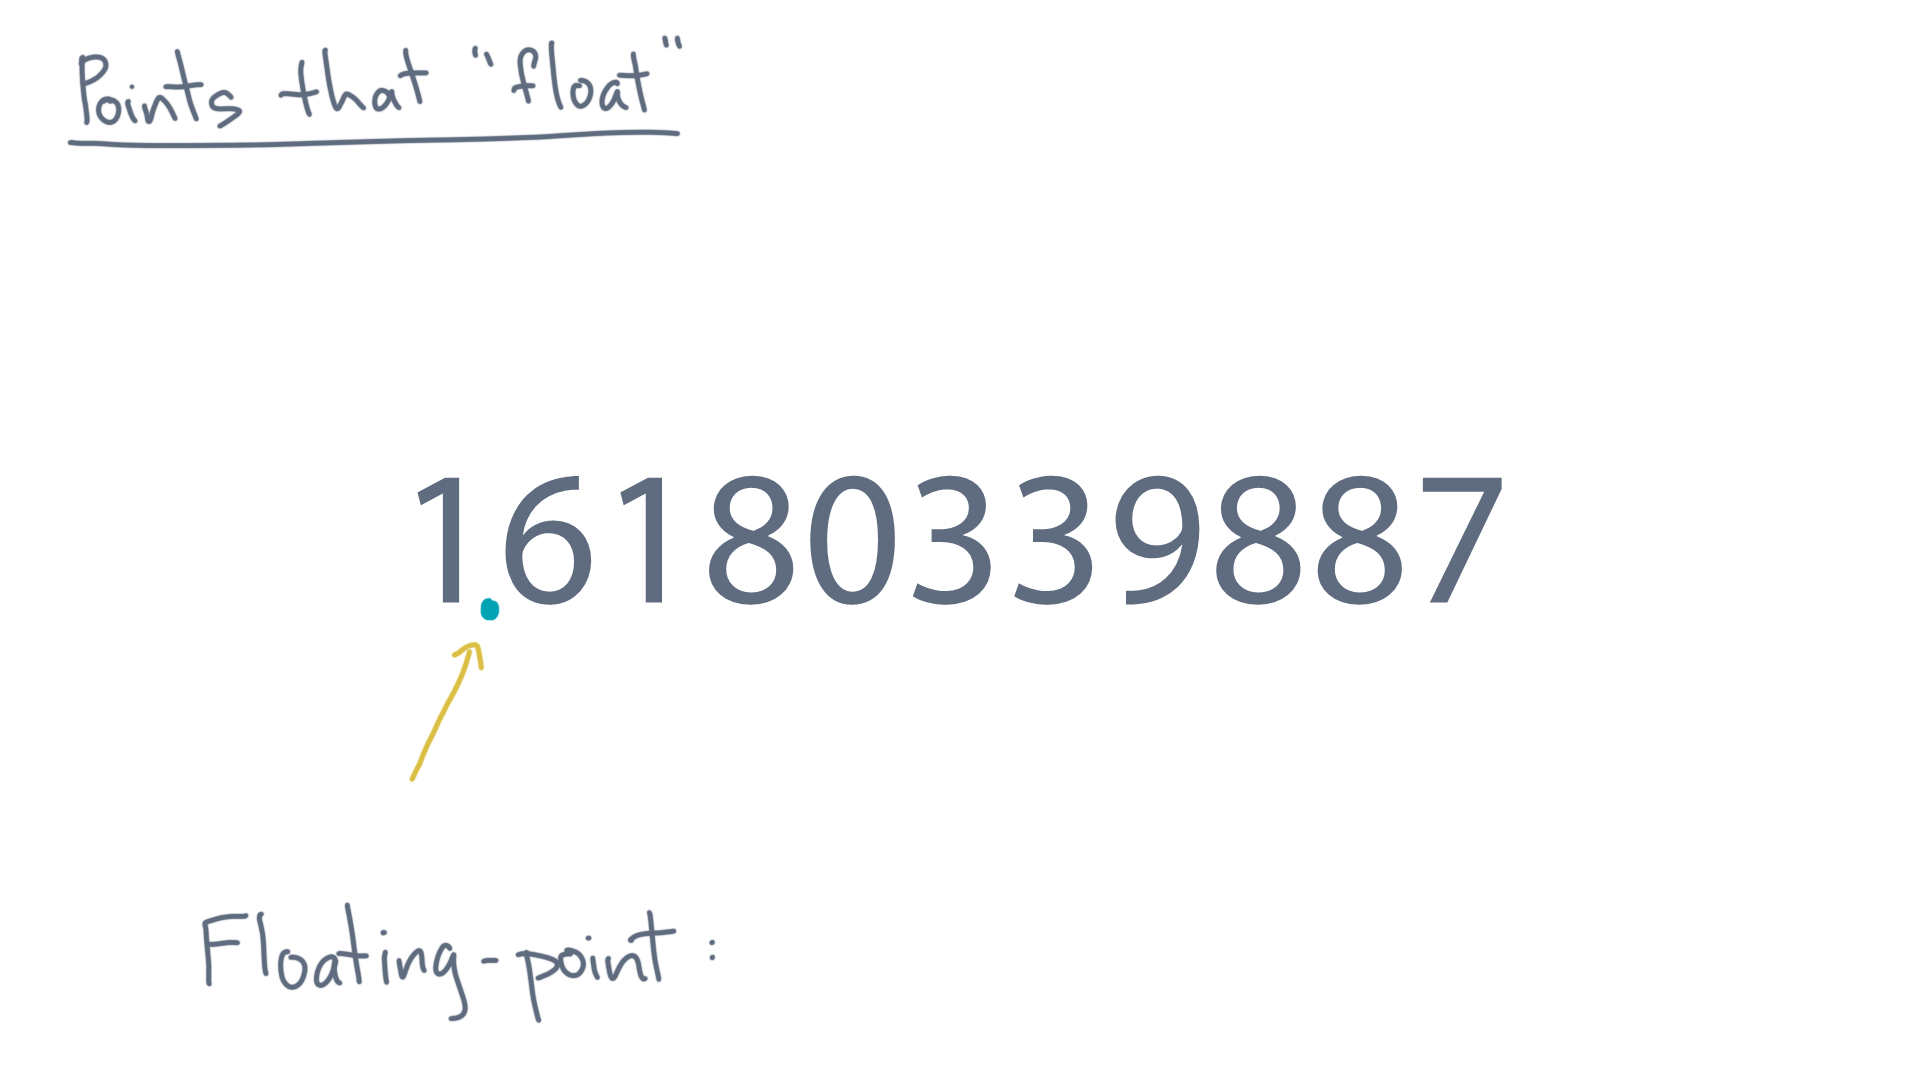 Points that "float"
1.6180339887
Floating-point: